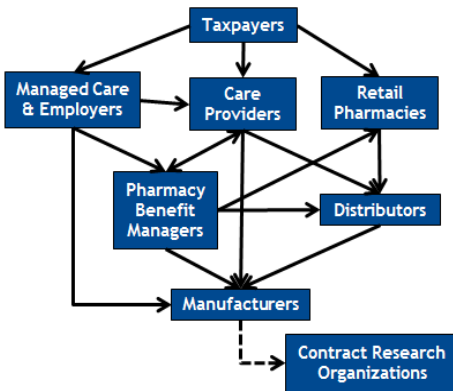 Taxpayers
Managed Care
& Employers
Care
Providers
Retail
Pharmacies
Pharmacy
Benefit
Managers
Distributors
Manufacturers
Contract Research
Organizations